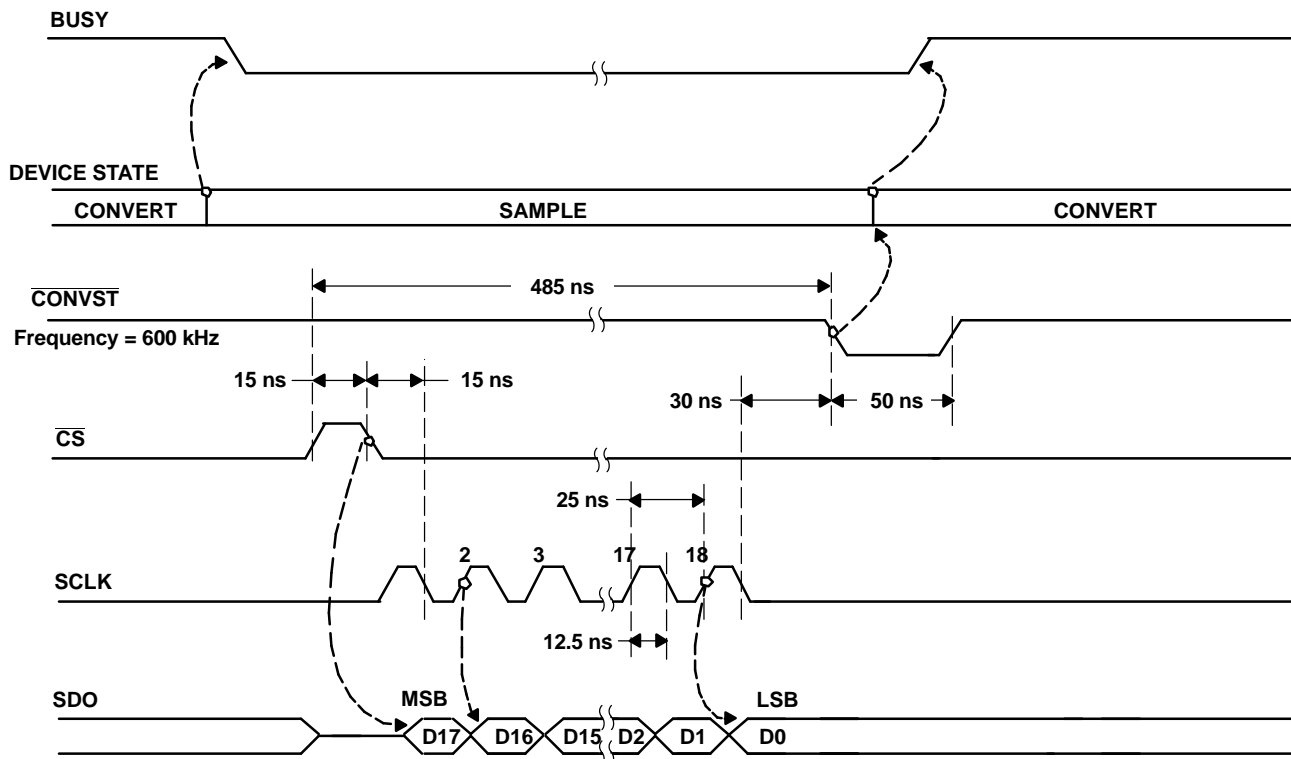 BUSY
DEVICE STATE
CONVERT SAMPLE CONVERT
485 ns
CONVST
Frequency = 600 kHz
15 ns 15 ns
30 ns 50 ns
CS
25 ns
2 3 17 18
SCLK
12.5 ns
SDO MSB LSB
D17 D16 D15 D2 D1 D0